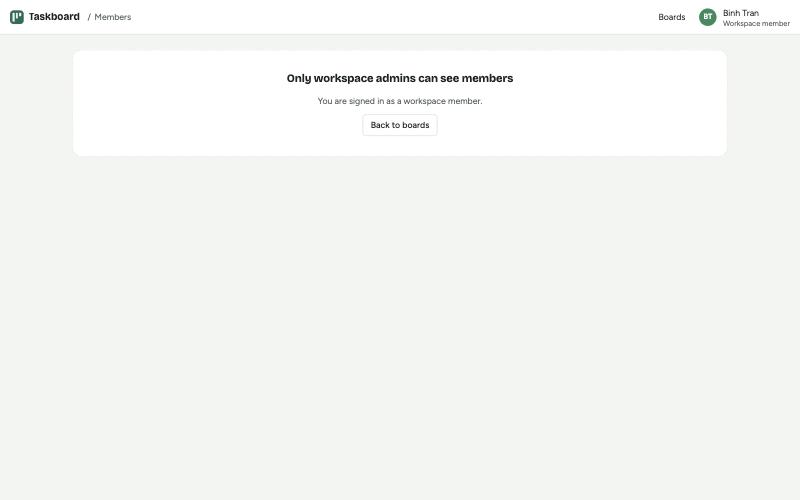 Taskboard / Members
Boards
BT
Binh Tran
Workspace member
Only workspace admins can see members
You are signed in as a workspace member.
Back to boards